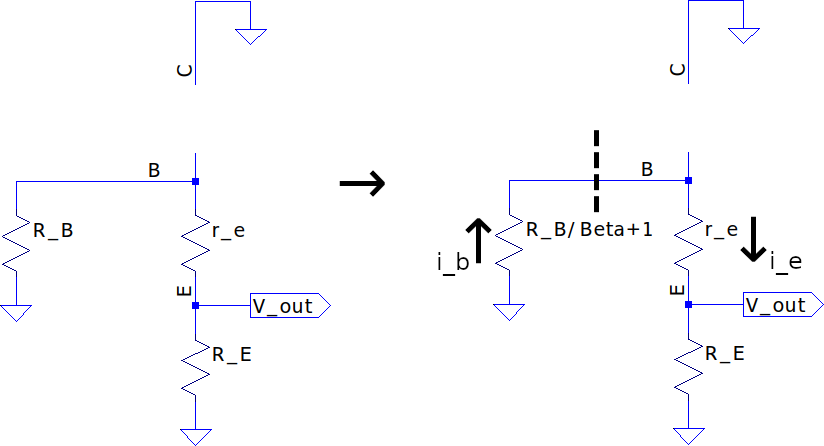 C
B
R_B
r_e
E
V_out
R_E
C
B
R_B/Beta+1
r_e
i_b
i_e
E
V_out
R_E